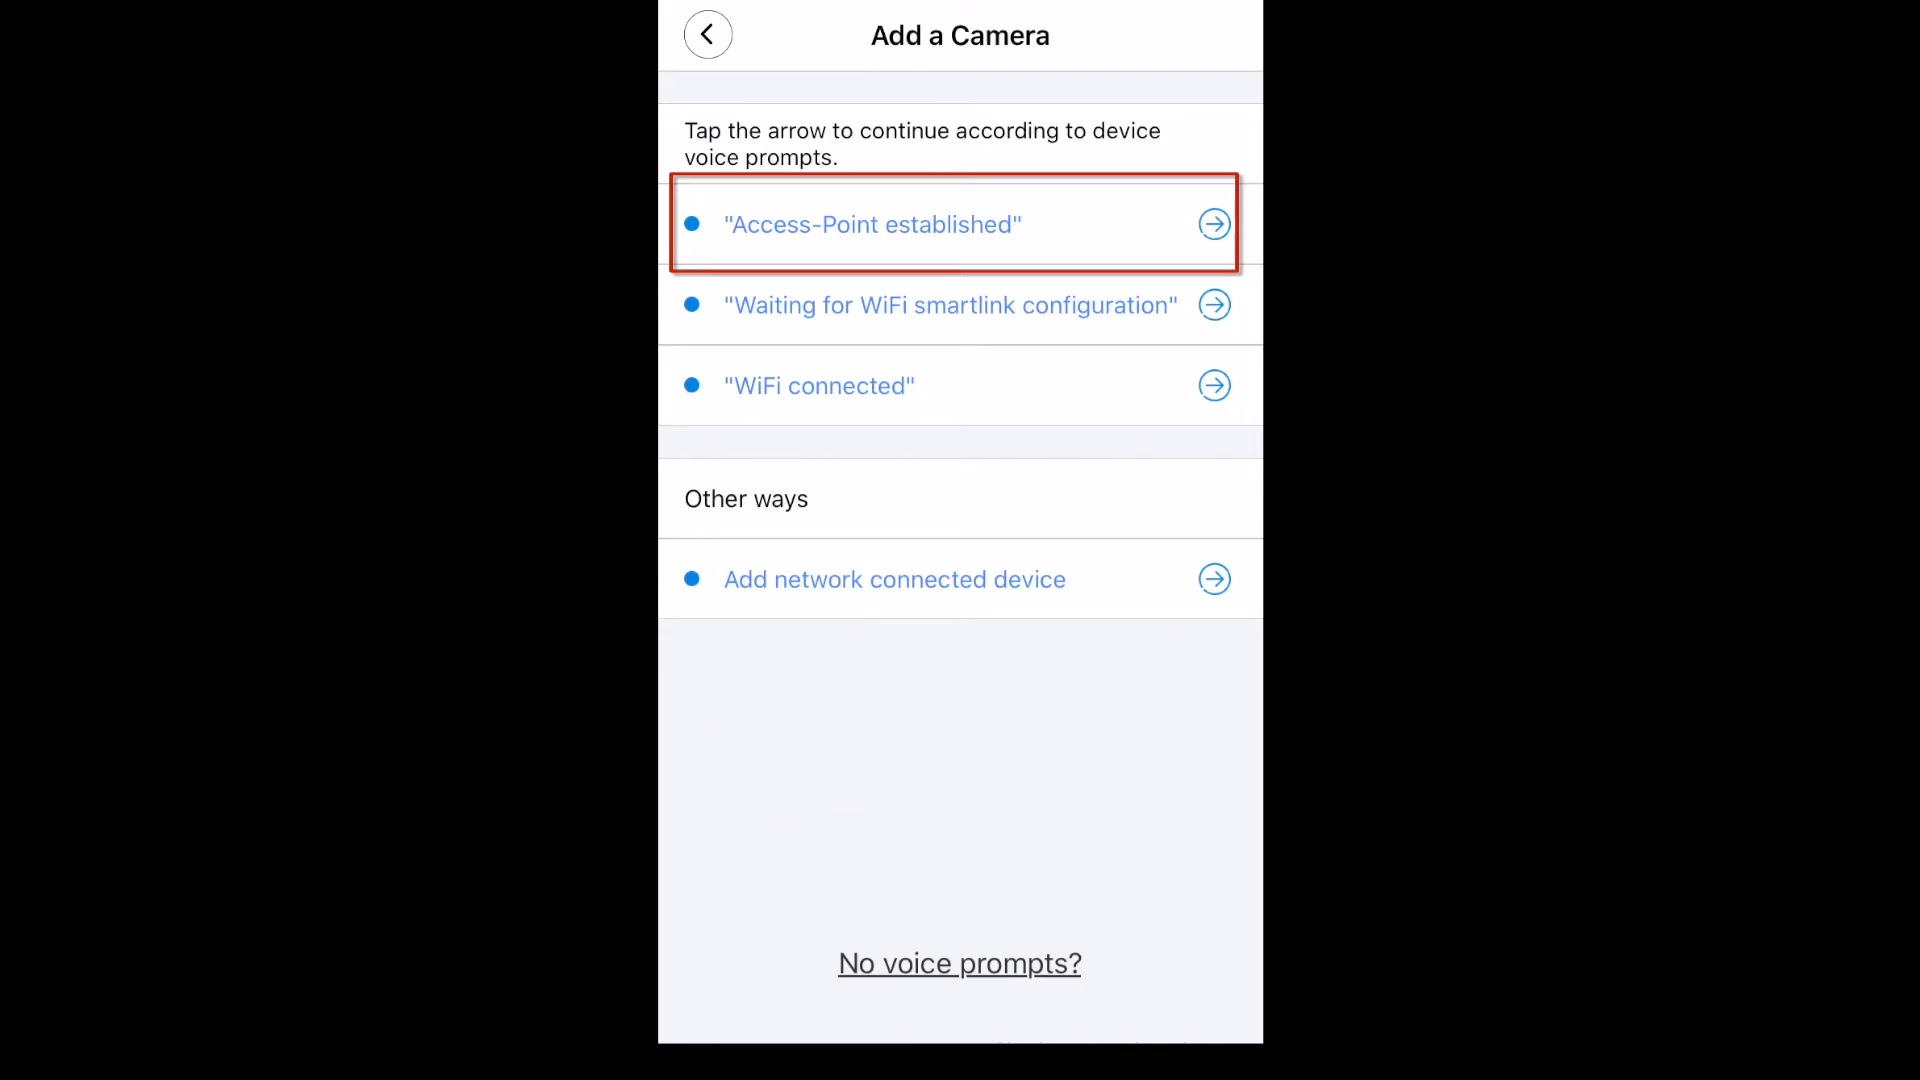 Add a Camera
Tap the arrow to continue according to device
voice prompts.
"Access-Point established"
"Waiting for WiFi smartlink configuration"
"WiFi connected"
Other ways
Add network connected device
No voice prompts?